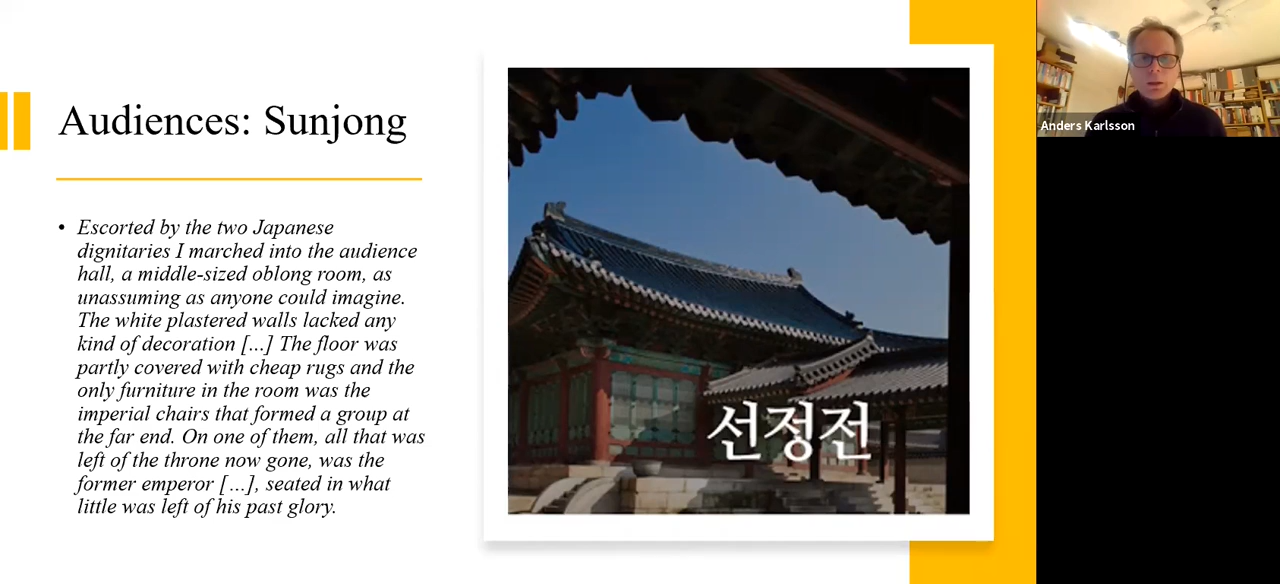 Audiences: Sunjong
• Escorted by the two Japanese
dignitaries I marched into the audience
hall, a middle-sized oblong room, as
unassuming as anyone could imagine.
The white plastered walls lacked any
kind of decoration [...] The floor was
partly covered with cheap rugs and the
only furniture in the room was the
imperial chairs that formed a group at
the far end. On one of them, all that was
left of the throne now gone, was the
former emperor [...], seated in what
little was left of his past glory.
선정전
Anders Karlsson